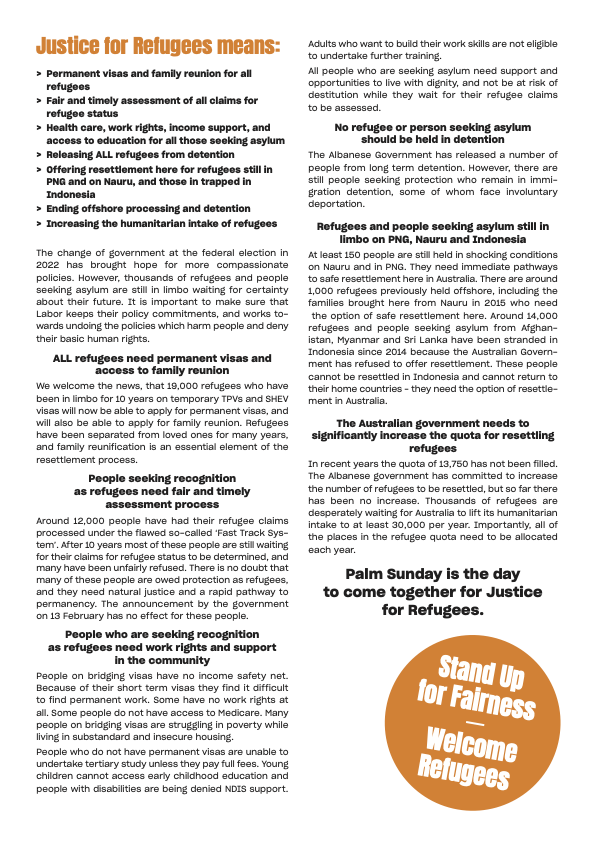 Justice for Refugees means:
> Permanent visas and family reunion for all
refugees
> Fair and timely assessment of all claims for
refugee status
> Health care, work rights, income support, and
access to education for all those seeking asylum
> Releasing ALL refugees from detention
> Offering resettlement here for refugees still in
PNG and on Nauru, and those in trapped in
Indonesia
> Ending offshore processing and detention
> Increasing the humanitarian intake of refugees
The change of government at the federal election in
2022 has brought hope for more compassionate
policies. However, thousands of refugees and people
seeking asylum are still in limbo waiting for certainty
about their future. It is important to make sure that
Labor keeps their policy commitments, and works to-
wards undoing the policies which harm people and deny
their basic human rights.
ALL refugees need permanent visas and
access to family reunion
We welcome the news, that 19,000 refugees who have
been in limbo for 10 years on temporary TPVs and SHEV
visas will now be able to apply for permanent visas, and
will also be able to apply for family reunion. Refugees
have been separated from loved ones for many years,
and family reunification is an essential element of the
resettlement process.
People seeking recognition
as refugees need fair and timely
assessment process
Around 12,000 people have had their refugee claims
processed under the flawed so-called 'Fast Track Sys-
tem'. After 10 years most of these people are still waiting
for their claims for refugee status to be determined, and
many have been unfairly refused. There is no doubt that
many of these people are owed protection as refugees,
and they need natural justice and a rapid pathway to
permanency. The announcement by the government
on 13 February has no effect for these people.
People who are seeking recognition
as refugees need work rights and support
in the community
People on bridging visas have no income safety net.
Because of their short term visas they find it difficult
to find permanent work. Some have no work rights at
all. Some people do not have access to Medicare. Many
people on bridging visas are struggling in poverty while
living in substandard and insecure housing.
People who do not have permanent visas are unable to
undertake tertiary study unless they pay full fees. Young
children cannot access early childhood education and
people with disabilities are being denied NDIS support.
Adults who want to build their work skills are not eligible
to undertake further training.
All people who are seeking asylum need support and
opportunities to live with dignity, and not be at risk of
destitution while they wait for their refugee claims
to be assessed.
No refugee or person seeking asylum
should be held in detention
The Albanese Government has released a number of
people from long term detention. However, there are
still people seeking protection who remain in immi-
gration detention, some of whom face involuntary
deportation.
Refugees and people seeking asylum still in
limbo on PNG, Nauru and Indonesia
At least 150 people are still held in shocking conditions
on Nauru and in PNG. They need immediate pathways
to safe resettlement here in Australia. There are around
1,000 refugees previously held offshore, including the
families brought here from Nauru in 2015 who need
the option of safe resettlement here. Around 14,000
refugees and people seeking asylum from Afghan-
istan, Myanmar and Sri Lanka have been stranded in
Indonesia since 2014 because the Australian Govern-
ment has refused to offer resettlement. These people
cannot be resettled in Indonesia and cannot return to
their home countries - they need the option of resettle-
ment in Australia.
The Australian government needs to
significantly increase the quota for resettling
refugees
In recent years the quota of 13,750 has not been filled.
The Albanese government has committed to increase
the number of refugees to be resettled, but so far there
has been no increase. Thousands of refugees are
desperately waiting for Australia to lift its humanitarian
intake to at least 30,000 per year. Importantly, all of
the places in the refugee quota need to be allocated
each year.
Palm Sunday is the day
to come together for Justice
for Refugees.
Stand Up
for Fairness
—
Welcome
Refugees